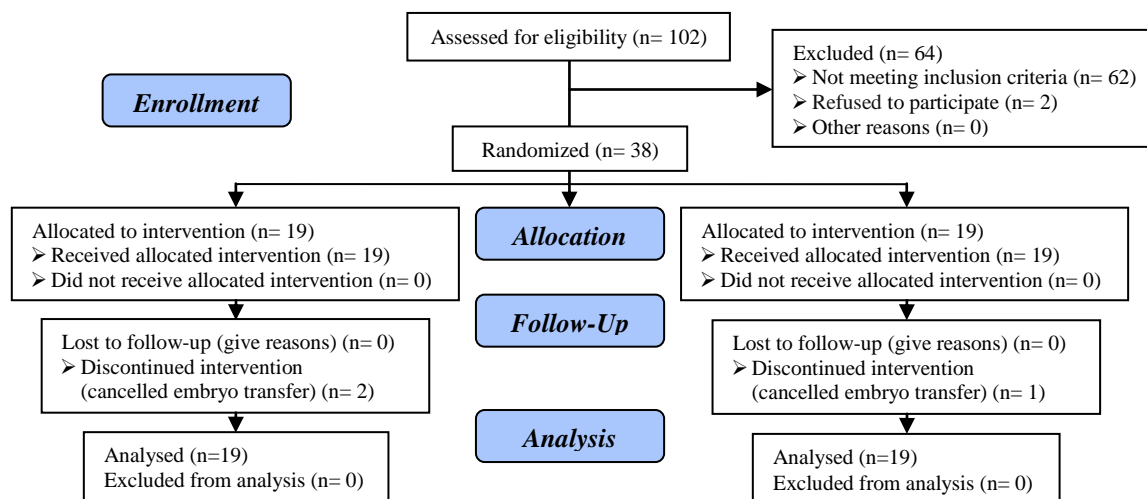 Assessed for eligibility (n= 102)
Excluded (n= 64)
➢ Not meeting inclusion criteria (n= 62)
➢ Refused to participate (n= 2)
➢ Other reasons (n= 0)
Enrollment
Randomized (n= 38)
Allocated to intervention (n= 19)
➢ Received allocated intervention (n= 19)
➢ Did not receive allocated intervention (n= 0)
Allocation
Allocated to intervention (n= 19)
➢ Received allocated intervention (n= 19)
➢ Did not receive allocated intervention (n= 0)
Follow-Up
Lost to follow-up (give reasons) (n= 0)
➢ Discontinued intervention
(cancelled embryo transfer) (n= 2)
Lost to follow-up (give reasons) (n= 0)
➢ Discontinued intervention
(cancelled embryo transfer) (n= 1)
Analysis
Analysed (n=19)
Excluded from analysis (n= 0)
Analysed (n=19)
Excluded from analysis (n= 0)